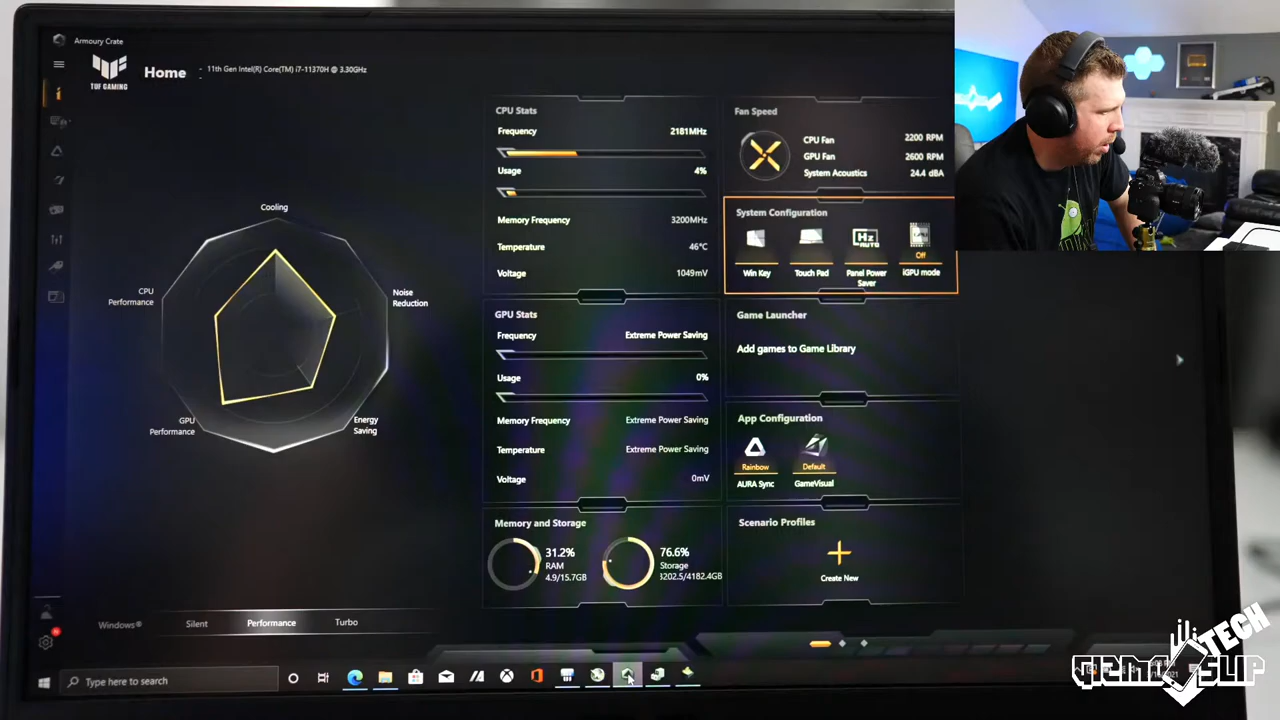 Armoury Crate
TUF GAMING
Home
11th Gen Intel(R) Core(TM) i7-11370H @ 3.30GHz
Cooling
Noise
Reduction
Energy
Saving
GPU
Performance
CPU
Performance
CPU Stats
Frequency 2181MHz
Usage 4%
Memory Frequency 3200MHz
Temperature 46°C
Voltage 1049mV
GPU Stats
Frequency Extreme Power Saving
Usage 0%
Memory Frequency Extreme Power Saving
Temperature Extreme Power Saving
Voltage 0mV
Memory and Storage
31.2%
RAM
4.9/15.7GB
76.6%
Storage
3202.5/4182.4GB
Fan Speed
CPU Fan 2200 RPM
GPU Fan 2600 RPM
System Acoustics 24.4 dBA
System Configuration
Hz
AUTO
Off
Win Key
Touch Pad
Panel Power
Saver
iGPU mode
Game Launcher
Add games to Game Library
App Configuration
Rainbow
Default
AURA Sync
GameVisual
Scenario Profiles
Create New
Windows®
Silent
Performance
Turbo
Type here to search
GIZMO SLIP
TECH